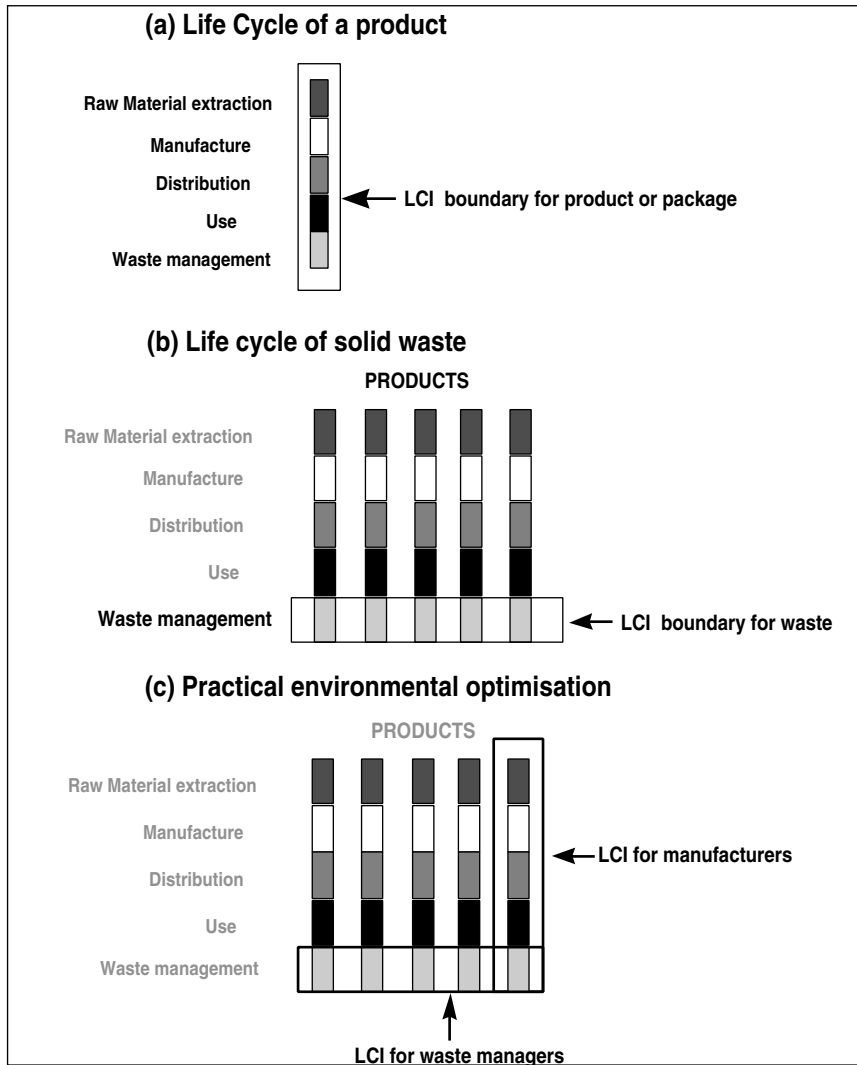 (a) Life Cycle of a product
Raw Material extraction
Manufacture
Distribution
LCI boundary for product or package
Use
Waste management
(b) Life cycle of solid waste
PRODUCTS
Raw Material extraction
Manufacture
Distribution
Use
Waste management
LCI boundary for waste
(c) Practical environmental optimisation
PRODUCTS
Raw Material extraction
Manufacture
LCI for manufacturers
Distribution
Use
Waste management
LCI for waste managers